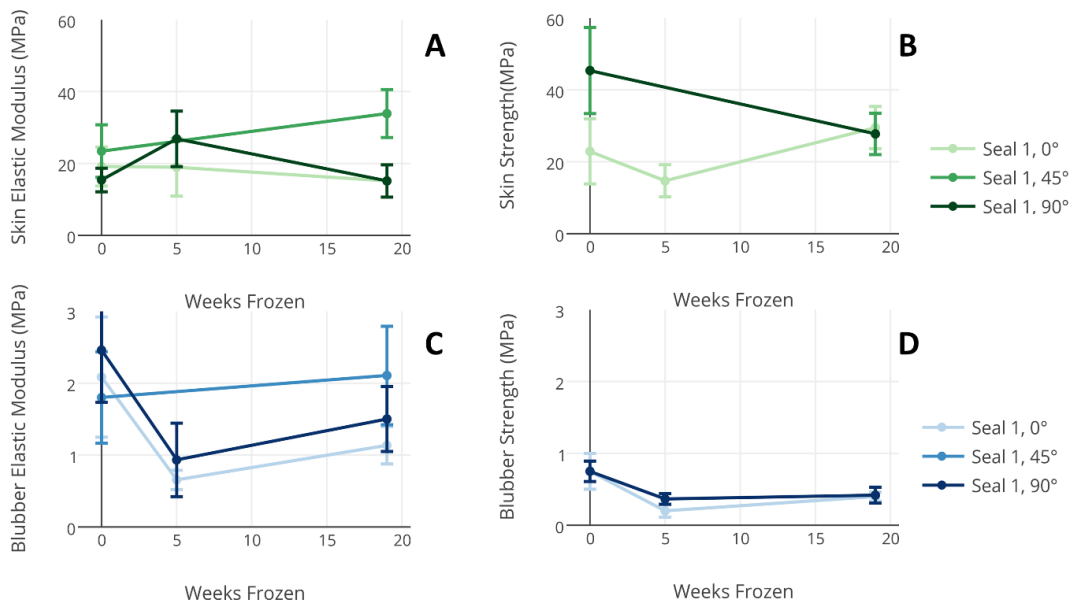 Skin Elastic Modulus (MPa)
60
40
20
0
0 5 10 15 20
Weeks Frozen
A
Skin Strength(MPa)
60
40
20
0
0 5 10 15 20
Weeks Frozen
B
Seal 1, 0°
Seal 1, 45°
Seal 1, 90°
Blubber Elastic Modulus (MPa)
3
2
1
0
0 5 10 15 20
Weeks Frozen
C
Blubber Strength (MPa)
3
2
1
0
0 5 10 15 20
Weeks Frozen
D
Seal 1, 0°
Seal 1, 45°
Seal 1, 90°